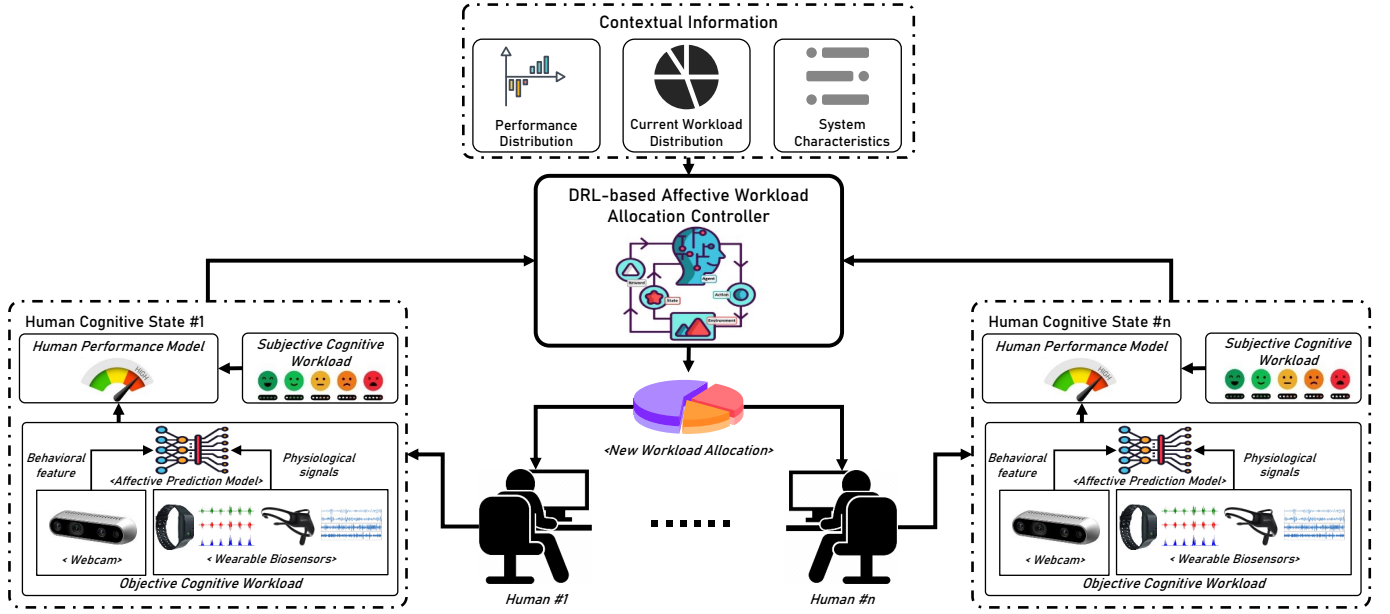 Contextual Information
Performance
Distribution
Current Workload
Distribution
System
Characteristics
DRL-based Affective Workload
Allocation Controller
Agent
Reward
State
Action
Environment
Human Cognitive State #1
Human Performance Model
HIGH
Subjective Cognitive
Workload
Behavioral
feature
Physiological
signals
<Affective Prediction Model>
< Webcam>
< Wearable Biosensors>
Objective Cognitive Workload
<New Workload Allocation>
Human #1
Human #n
Human Cognitive State #n
Human Performance Model
HIGH
Subjective Cognitive
Workload
Behavioral
feature
Physiological
signals
<Affective Prediction Model>
< Webcam>
< Wearable Biosensors>
Objective Cognitive Workload